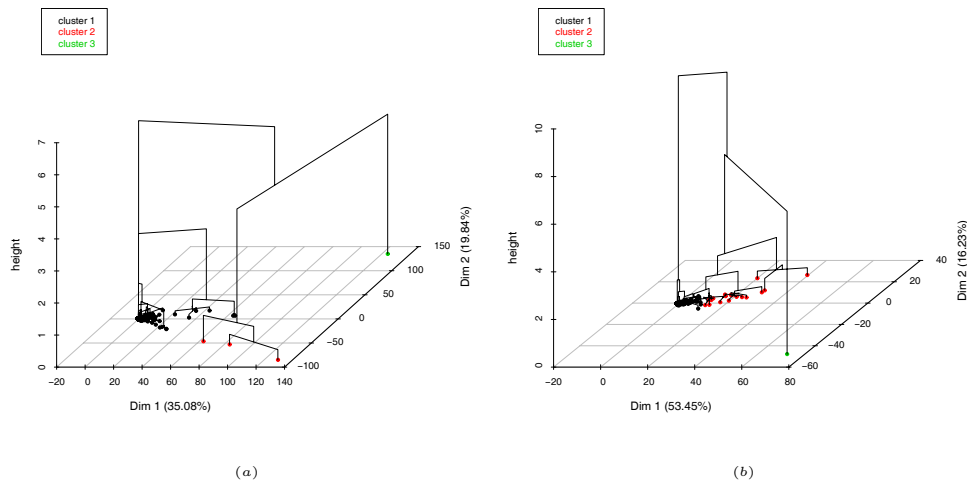 cluster 1
cluster 2
cluster 3
height
0
1
2
3
4
5
6
7
−20
0
20
40
60
80
100
120
140
Dim 1 (35.08%)
−100
−50
0
50
100
150
Dim 2 (19.84%)
(a)
cluster 1
cluster 2
cluster 3
height
0
2
4
6
8
10
−20
0
20
40
60
80
Dim 1 (53.45%)
−60
−40
−20
0
20
40
Dim 2 (16.23%)
(b)